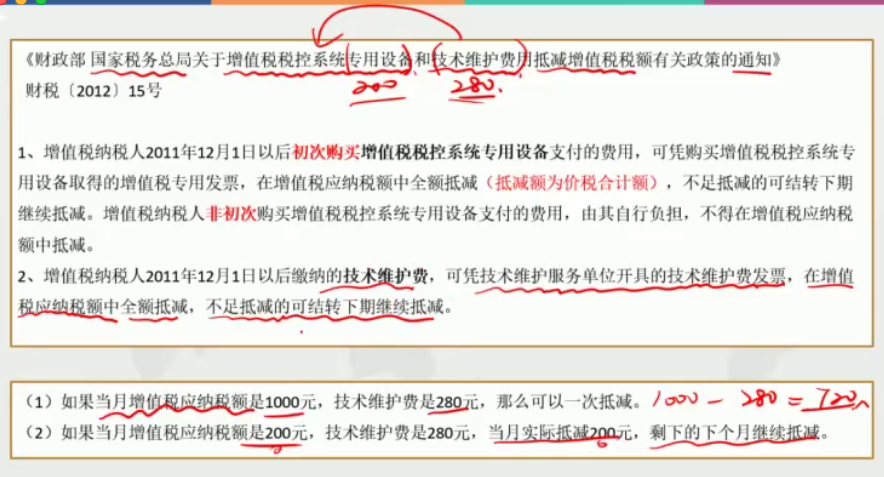 《财政部 国家税务总局关于增值税税控系统专用设备和技术维护费用抵减增值税税额有关政策的通知》
200 280.
财税〔2012〕15号
1、增值税纳税人2011年12月1日以后初次购买增值税税控系统专用设备支付的费用，可凭购买增值税税控系统专
用设备取得的增值税专用发票，在增值税应纳税额中全额抵减（抵减额为价税合计额），不足抵减的可结转下期
继续抵减。增值税纳税人非初次购买增值税税控系统专用设备支付的费用，由其自行负担，不得在增值税应纳税
额中抵减。
2、增值税纳税人2011年12月1日以后缴纳的技术维护费，可凭技术维护服务单位开具的技术维护费发票，在增值
税应纳税额中全额抵减，不足抵减的可结转下期继续抵减。
（1）如果当月增值税应纳税额是1000元，技术维护费是280元，那么可以一次抵减。 1000 - 280 = 720
（2）如果当月增值税应纳税额是200元，技术维护费是280元，当月实际抵减200元，剩下的下个月继续抵减。